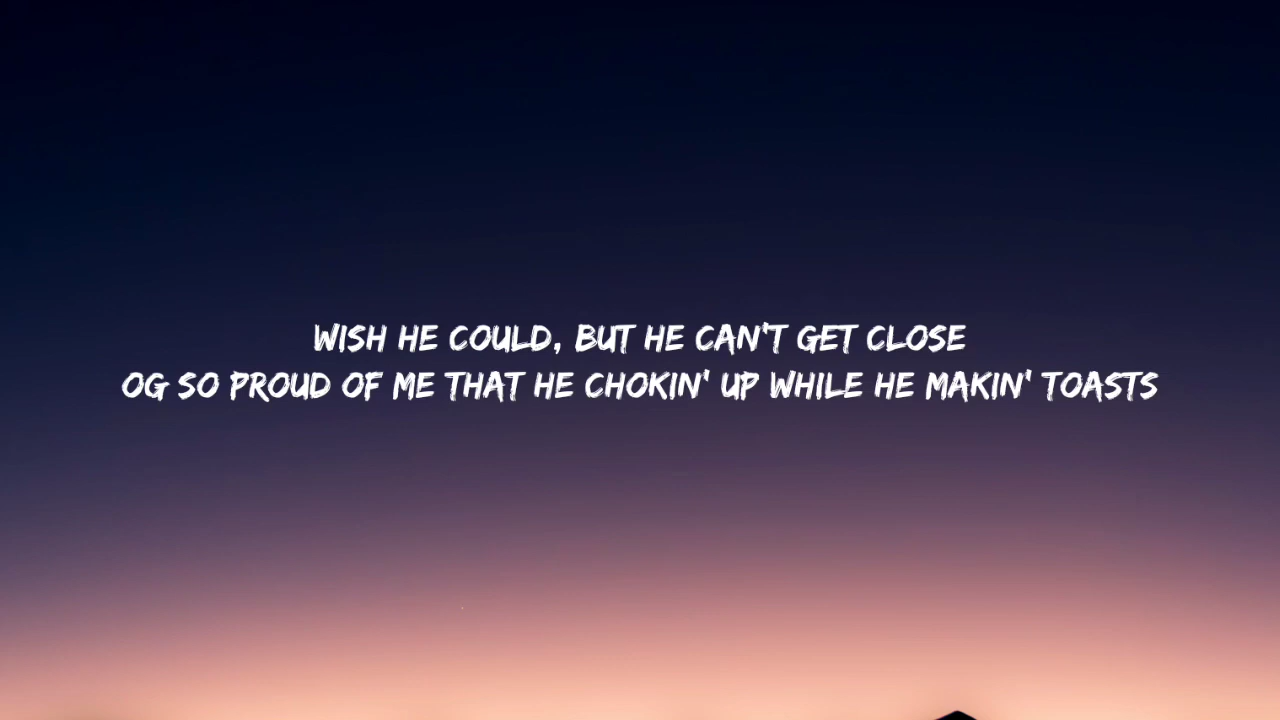 WISH HE COULD, BUT HE CAN'T GET CLOSE
OG SO PROUD OF ME THAT HE CHOKIN' UP WHILE HE MAKIN' TOASTS